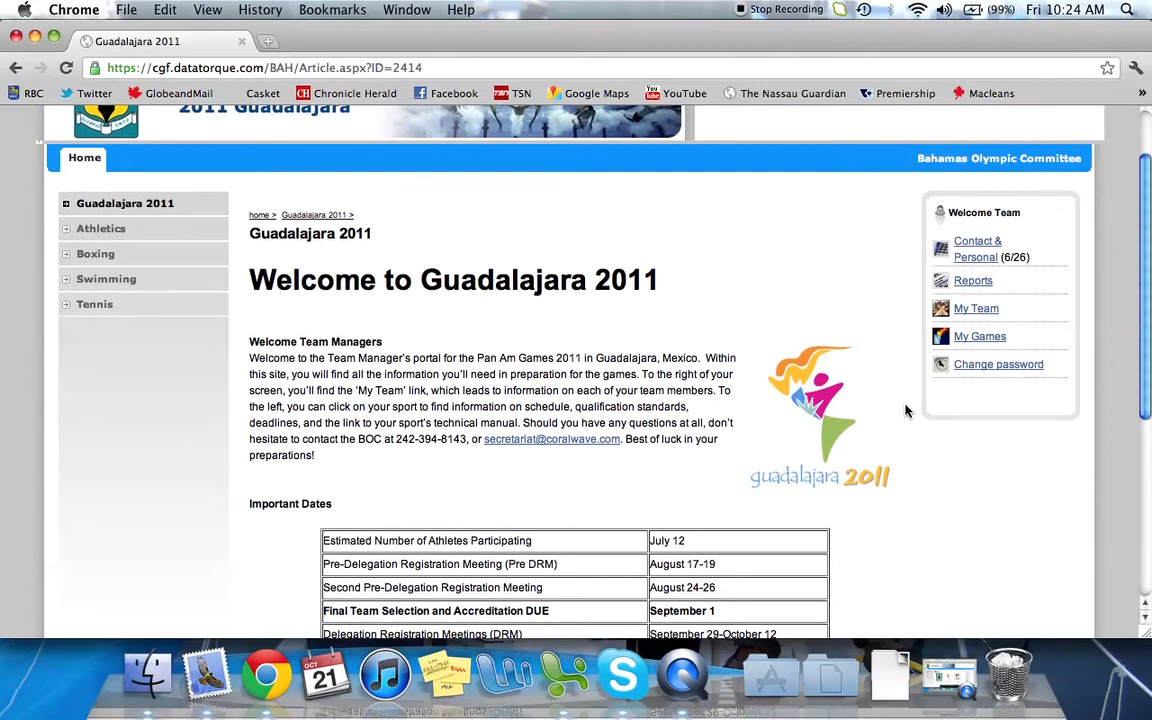 Chrome File Edit View History Bookmarks Window Help Stop Recording (99%) Fri 10:24 AM
Guadalajara 2011
https://cgf.datatorque.com/BAH/Article.aspx?ID=2414
RBC Twitter GlobeandMail Casket Chronicle Herald Facebook TSN Google Maps YouTube The Nassau Guardian Premiership Macleans »
2011 Guadalajara
Home Bahamas Olympic Committee
Guadalajara 2011
Athletics
Boxing
Swimming
Tennis
home > Guadalajara 2011 >
Guadalajara 2011
Welcome to Guadalajara 2011
Welcome Team Managers
Welcome to the Team Manager's portal for the Pan Am Games 2011 in Guadalajara, Mexico. Within
this site, you will find all the information you'll need in preparation for the games. To the right of your
screen, you'll find the 'My Team' link, which leads to information on each of your team members. To
the left, you can click on your sport to find information on schedule, qualification standards,
deadlines, and the link to your sport's technical manual. Should you have any questions at all, don't
hesitate to contact the BOC at 242-394-8143, or secretariat@coralwave.com. Best of luck in your
preparations!
guadalajara 2011
Welcome Team
Contact &
Personal (6/26)
Reports
My Team
My Games
Change password
Important Dates
Estimated Number of Athletes Participating July 12
Pre-Delegation Registration Meeting (Pre DRM) August 17-19
Second Pre-Delegation Registration Meeting August 24-26
Final Team Selection and Accreditation DUE September 1
Delegation Registration Meetings (DRM) September 29-October 12
OCT
21